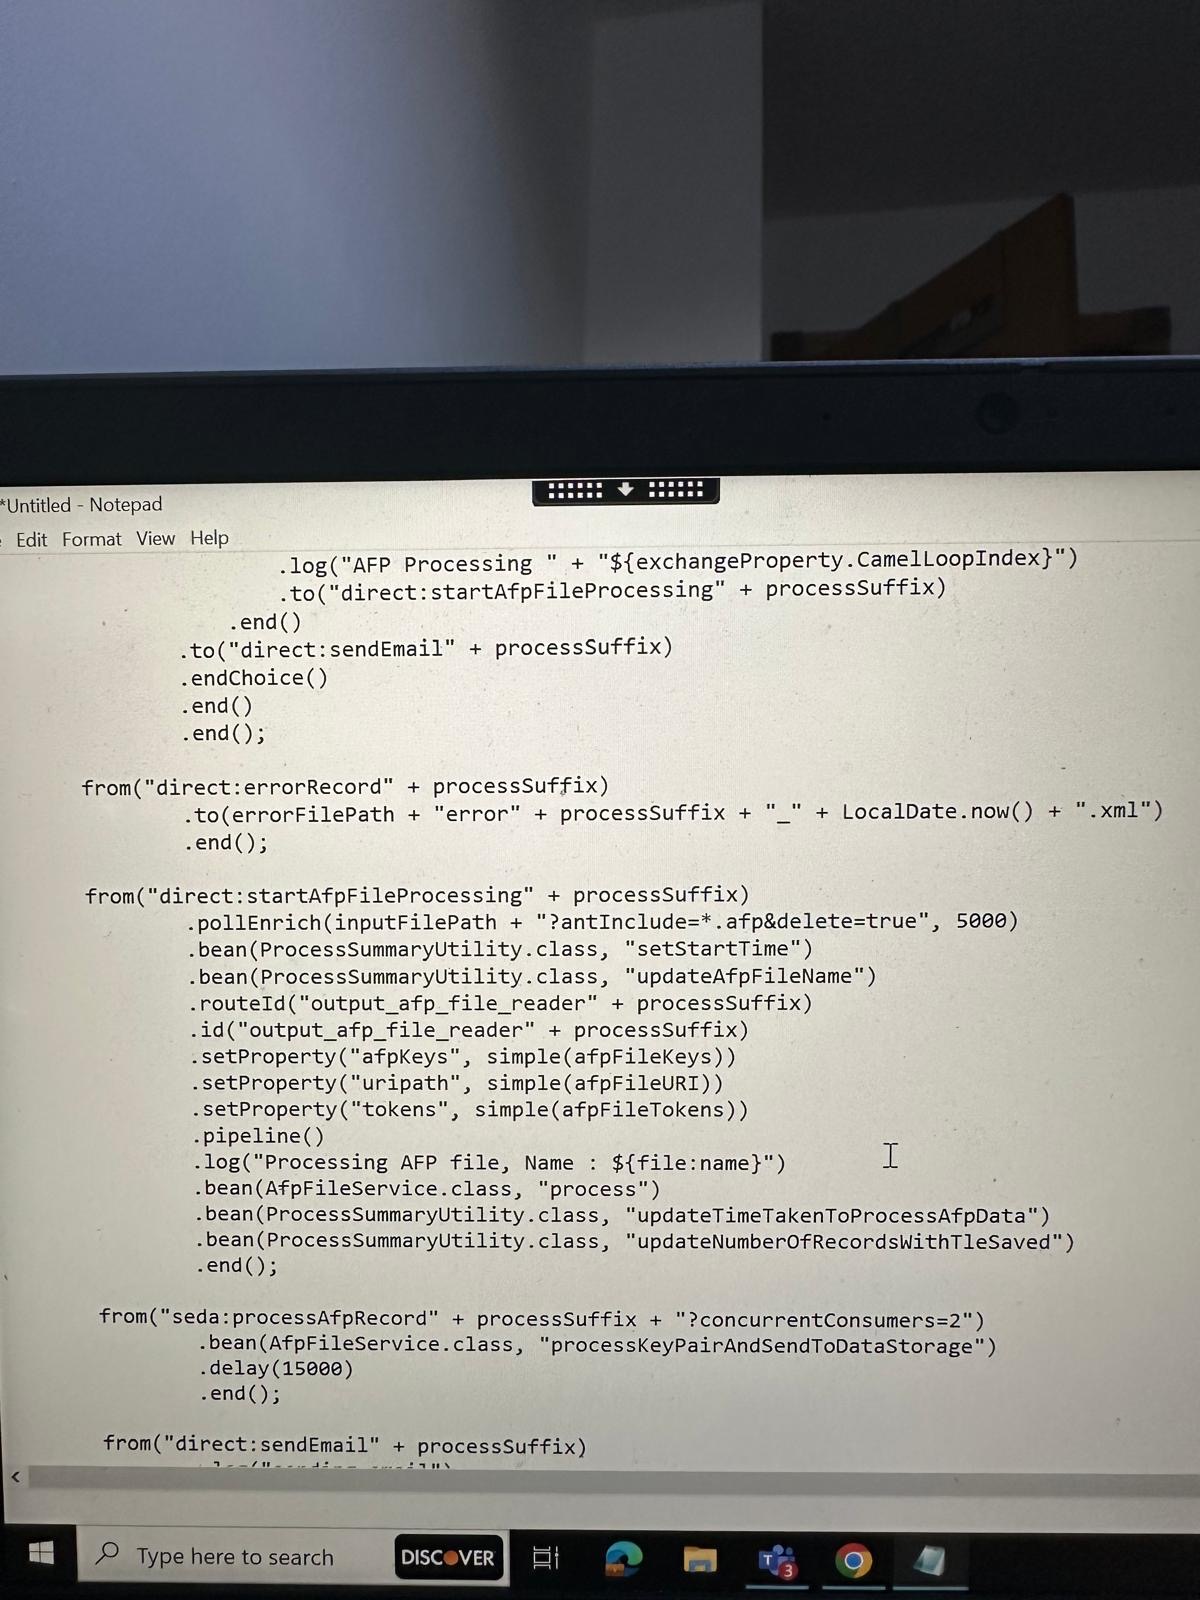 *Untitled - Notepad
Edit Format View Help
.log("AFP Processing " + "${exchangeProperty.CamelLoopIndex}")
.to("direct:startAfpFileProcessing" + processSuffix)
.end()
.to("direct:sendEmail" + processSuffix)
.endChoice()
.end()
.end();
from("direct:errorRecord" + processSuffix)
.to(errorFilePath + "error" + processSuffix + "_" + LocalDate.now() + ".xml")
.end();
from("direct:startAfpFileProcessing" + processSuffix)
.pollEnrich(inputFilePath + "?antInclude=*.afp&delete=true", 5000)
.bean(ProcessSummaryUtility.class, "setStartTime")
.bean(ProcessSummaryUtility.class, "updateAfpFileName")
.routeId("output_afp_file_reader" + processSuffix)
.id("output_afp_file_reader" + processSuffix)
.setProperty("afpKeys", simple(afpFileKeys))
.setProperty("uripath", simple(afpFileURI))
.setProperty("tokens", simple(afpFileTokens))
.pipeline()
.log("Processing AFP file, Name : ${file:name}")
.bean(AfpFileService.class, "process")
.bean(ProcessSummaryUtility.class, "updateTimeTakenToProcessAfpData")
.bean(ProcessSummaryUtility.class, "updateNumberOfRecordsWithTleSaved")
.end();
from("seda:processAfpRecord" + processSuffix + "?concurrentConsumers=2")
.bean(AfpFileService.class, "processKeyPairAndSendToDataStorage")
.delay(15000)
.end();
from("direct:sendEmail" + processSuffix)
Type here to search
DISCOVER
T
3